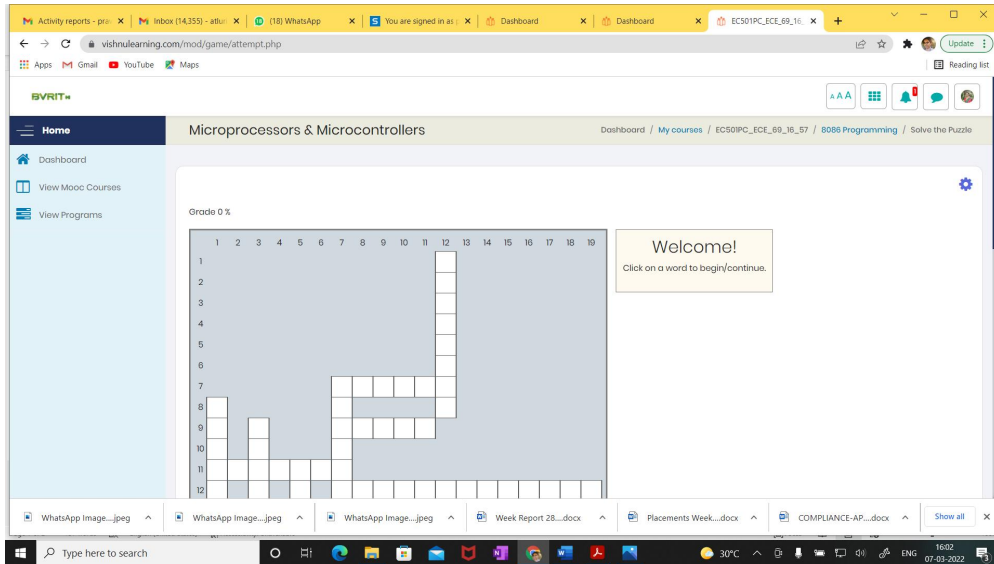 Activity reports - pra
Inbox (14,355) - atlur
(18) WhatsApp
You are signed in as
Dashboard
Dashboard
EC501PC_ECE_69_16_
vishnulearning.com/mod/game/attempt.php
Update
Apps
Gmail
YouTube
Maps
Reading list
BVRIT
A A A
1
Home
Microprocessors & Microcontrollers
Dashboard / My courses / EC501PC_ECE_69_16_57 / 8086 Programming / Solve the Puzzle
Dashboard
View Mooc Courses
View Programs
Grade 0 %
1 2 3 4 5 6 7 8 9 10 11 12 13 14 15 16 17 18 19
1
2
3
4
5
6
7
8
9
10
11
12
Welcome!
Click on a word to begin/continue.
WhatsApp Image....jpeg
WhatsApp Image....jpeg
WhatsApp Image....jpeg
Week Report 28....docx
Placements Week....docx
COMPLIANCE-AP....docx
Show all
Type here to search
30°C
ENG
16:02
07-03-2022
3